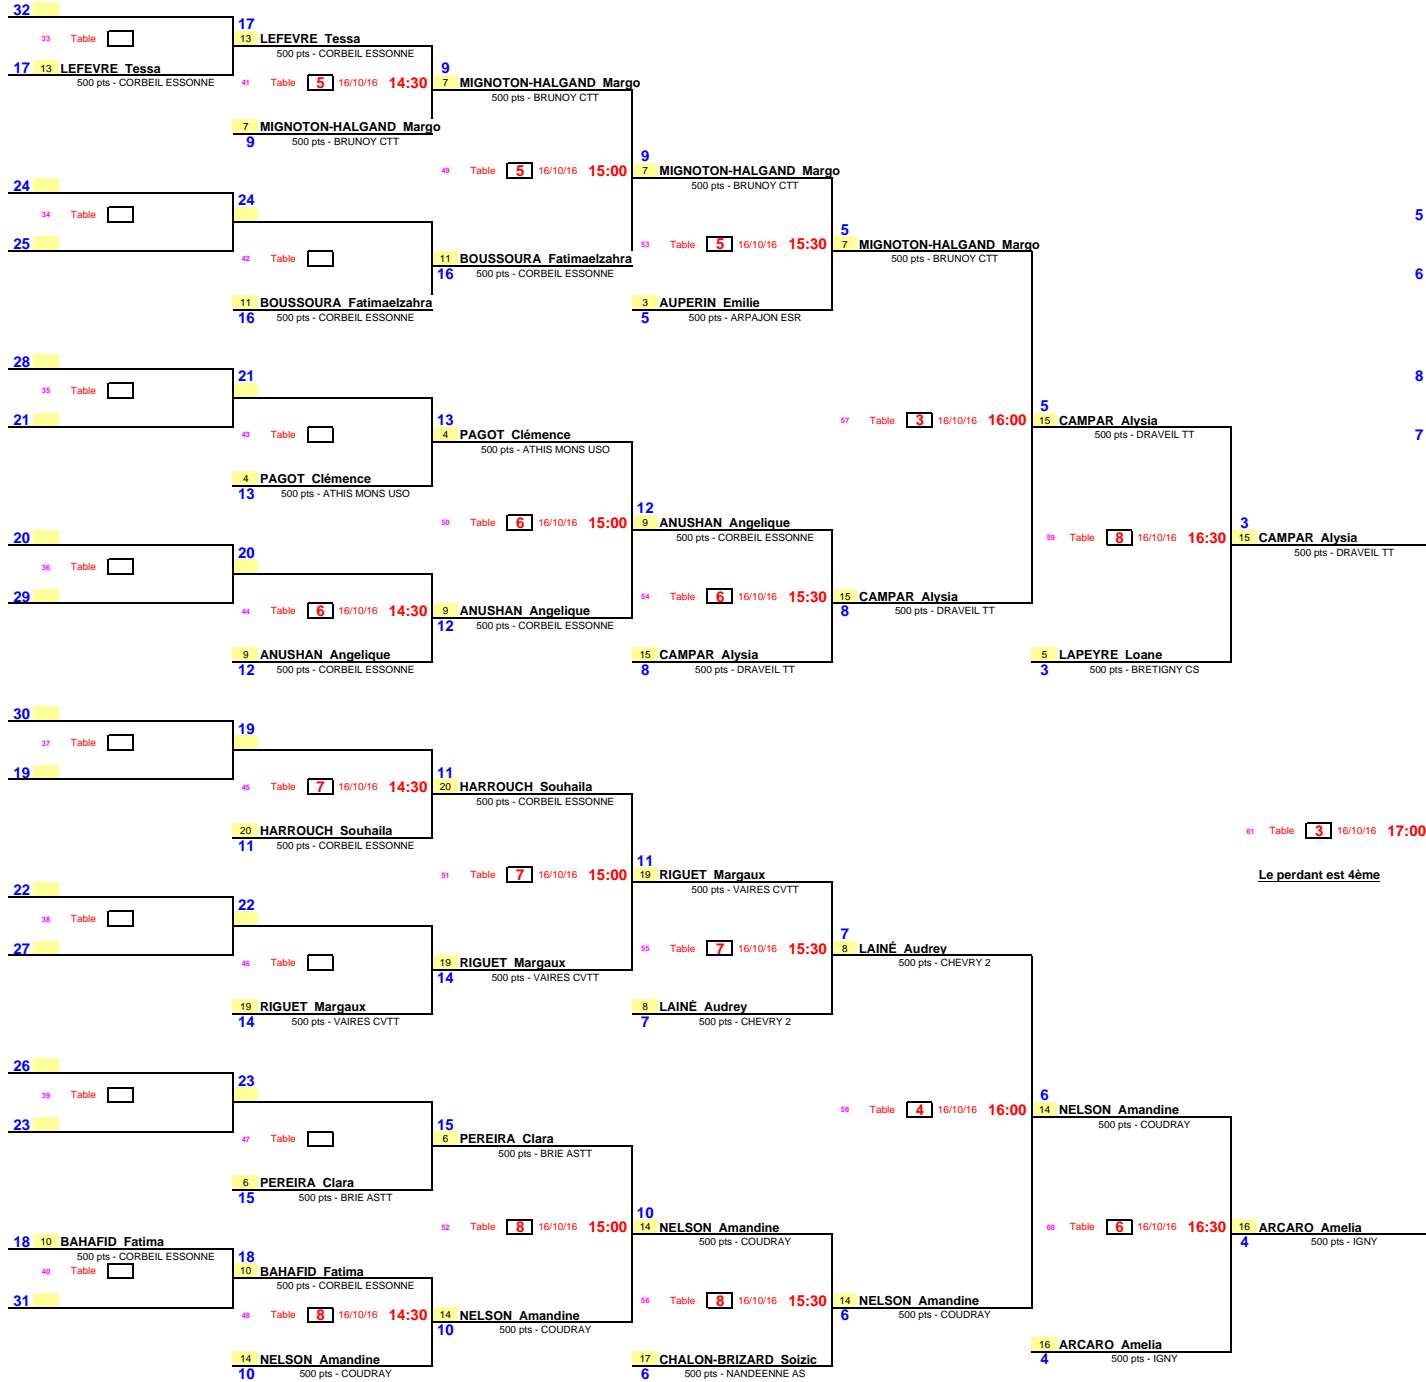 32
17
33 Table
13 LEFEVRE Tessa
500 pts - CORBEIL ESSONNE
17 13 LEFEVRE Tessa
500 pts - CORBEIL ESSONNE
9
41 Table 5 16/10/16 14:30
7 MIGNOTON-HALGAND Margo
500 pts - BRUNOY CTT
7 MIGNOTON-HALGAND Margo
9 500 pts - BRUNOY CTT
9
49 Table 5 16/10/16 15:00
7 MIGNOTON-HALGAND Margo
500 pts - BRUNOY CTT
24
24
34 Table
5
25
5
53 Table 5 16/10/16 15:30
7 MIGNOTON-HALGAND Margo
500 pts - BRUNOY CTT
42 Table
11 BOUSSOURA Fatimaelzahra
16 500 pts - CORBEIL ESSONNE
6
11 BOUSSOURA Fatimaelzahra
16 500 pts - CORBEIL ESSONNE
3 AUPERIN Emilie
5 500 pts - ARPAJON ESR
28
21
8
35 Table
5
21
13
57 Table 3 16/10/16 16:00
15 CAMPAR Alysia
500 pts - DRAVEIL TT
43 Table
4 PAGOT Clémence
500 pts - ATHIS MONS USO
7
4 PAGOT Clémence
13 500 pts - ATHIS MONS USO
12
50 Table 6 16/10/16 15:00
9 ANUSHAN Angelique
500 pts - CORBEIL ESSONNE
3
59 Table 8 16/10/16 16:30
15 CAMPAR Alysia
500 pts - DRAVEIL TT
20
20
36 Table
29
54 Table 6 16/10/16 15:30
15 CAMPAR Alysia
8 500 pts - DRAVEIL TT
44 Table 6 16/10/16 14:30
9 ANUSHAN Angelique
12 500 pts - CORBEIL ESSONNE
9 ANUSHAN Angelique
12 500 pts - CORBEIL ESSONNE
15 CAMPAR Alysia
8 500 pts - DRAVEIL TT
5 LAPEYRE Loane
3 500 pts - BRETIGNY CS
30
19
37 Table
19
11
45 Table 7 16/10/16 14:30
20 HARROUCH Souhaila
500 pts - CORBEIL ESSONNE
20 HARROUCH Souhaila
11 500 pts - CORBEIL ESSONNE
61 Table 3 16/10/16 17:00
Le perdant est 4ème
11
51 Table 7 16/10/16 15:00
19 RIGUET Margaux
500 pts - VAIRES CVTT
22
22
38 Table
27
7
55 Table 7 16/10/16 15:30
8 LAINÉ Audrey
500 pts - CHEVRY 2
46 Table
19 RIGUET Margaux
14 500 pts - VAIRES CVTT
19 RIGUET Margaux
14 500 pts - VAIRES CVTT
8 LAINÉ Audrey
7 500 pts - CHEVRY 2
26
23
39 Table
23
6
58 Table 4 16/10/16 16:00
14 NELSON Amandine
500 pts - COUDRAY
15
47 Table
6 PEREIRA Clara
500 pts - BRIE ASTT
6 PEREIRA Clara
15 500 pts - BRIE ASTT
10
52 Table 8 16/10/16 15:00
14 NELSON Amandine
500 pts - COUDRAY
60 Table 6 16/10/16 16:30
16 ARCARO Amelia
4 500 pts - IGNY
18 10 BAHAFID Fatima
500 pts - CORBEIL ESSONNE
18
40 Table
10 BAHAFID Fatima
500 pts - CORBEIL ESSONNE
31
56 Table 8 16/10/16 15:30
14 NELSON Amandine
6 500 pts - COUDRAY
48 Table 8 16/10/16 14:30
14 NELSON Amandine
10 500 pts - COUDRAY
16 ARCARO Amelia
4 500 pts - IGNY
14 NELSON Amandine
10 500 pts - COUDRAY
17 CHALON-BRIZARD Soizic
6 500 pts - NANDEENNE AS